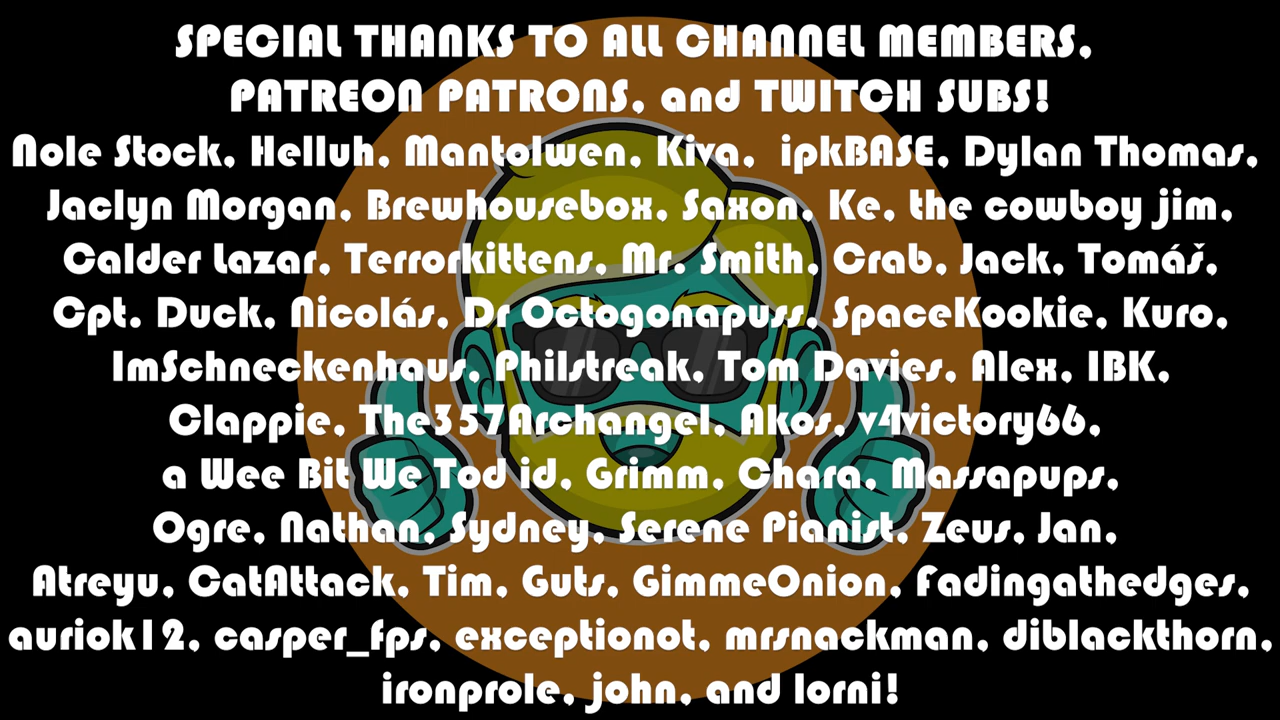 SPECIAL THANKS TO ALL CHANNEL MEMBERS,
PATREON PATRONS, and TWITCH SUBS!
Nole Stock, Helluh, Mantolwen, Kiva, ipkBASE, Dylan Thomas,
Jaclyn Morgan, Brewhousebox, Saxon, Ke, the cowboy jim,
Calder Lazar, Terrorkittens, Mr. Smith, Crab, Jack, Tomáš,
Cpt. Duck, Nicolás, Dr Octogonapuss, SpaceKookie, Kuro,
ImSchneckenhaus, Philstreak, Tom Davies, Alex, IBK,
Clappie, The357Archangel, Akos, v4victory66,
a Wee Bit We Tod id, Grimm, Chara, Massapups,
Ogre, Nathan, Sydney, Serene Pianist, Zeus, Jan,
Atreyu, CatAttack, Tim, Guts, GimmeOnion, Fadingathedges,
auriok12, casper_fps, exceptionot, mrsnackman, diblackthorn,
ironprole, john, and lorni!